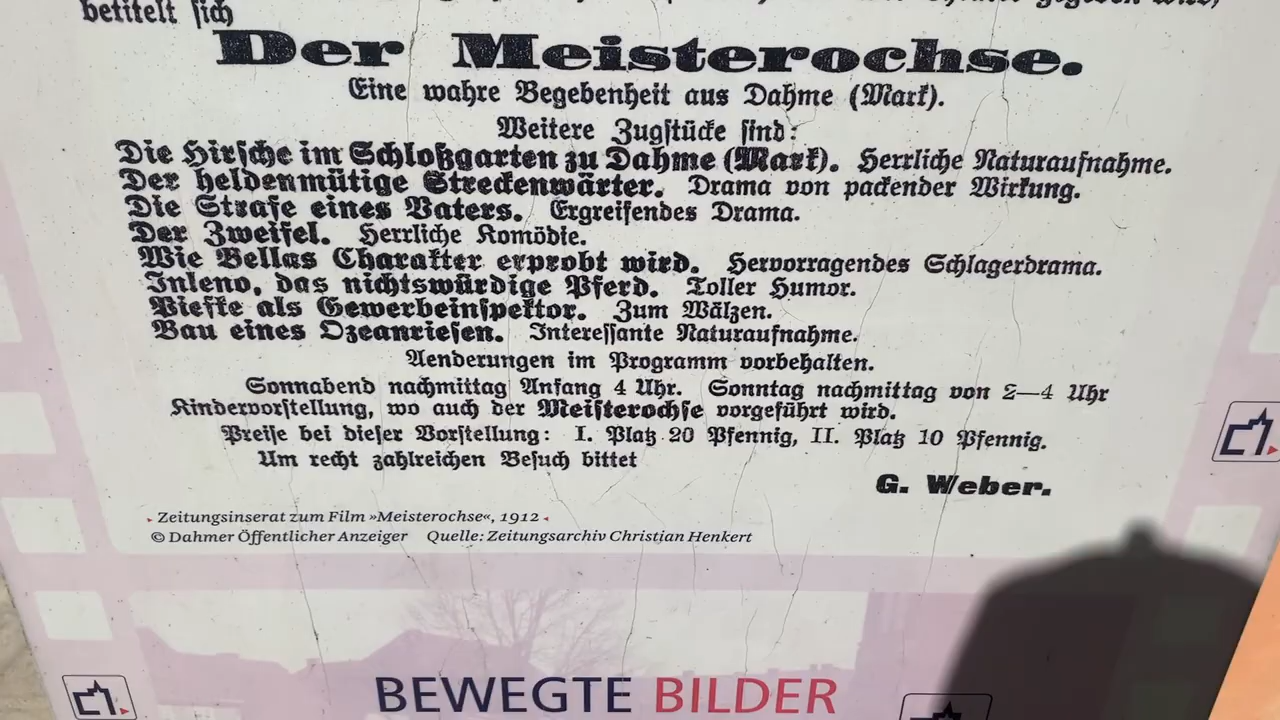 betitelt sich
Der Meisterochse.
Eine wahre Begebenheit aus Dahme (Mark).
Weitere Zugstücke sind:
Die Hirsche im Schloßgarten zu Dahme (Mark). Herrliche Naturaufnahme.
Der heldenmütige Streckenwärter. Drama von packender Wirkung.
Die Strafe eines Vaters. Ergreifendes Drama.
Der Zweifel. Herrliche Komödie.
Wie Bellas Charakter erprobt wird. Hervorragendes Schlagerdrama.
Inleno, das nichtswürdige Pferd. Toller Humor.
Piefke als Gewerbeinspektor. Zum Wälzen.
Bau eines Ozeanriesen. Interessante Naturaufnahme.
Aenderungen im Programm vorbehalten.
Sonnabend nachmittag Anfang 4 Uhr. Sonntag nachmittag von 2—4 Uhr
Kindervorstellung, wo auch der Meisterochse vorgeführt wird.
Preise bei dieser Vorstellung: I. Platz 20 Pfennig, II. Platz 10 Pfennig.
Um recht zahlreichen Besuch bittet
G. Weber.
Zeitungsinserat zum Film »Meisterochse«, 1912
© Dahmer Öffentlicher Anzeiger Quelle: Zeitungsarchiv Christian Henkert
BEWEGTE BILDER